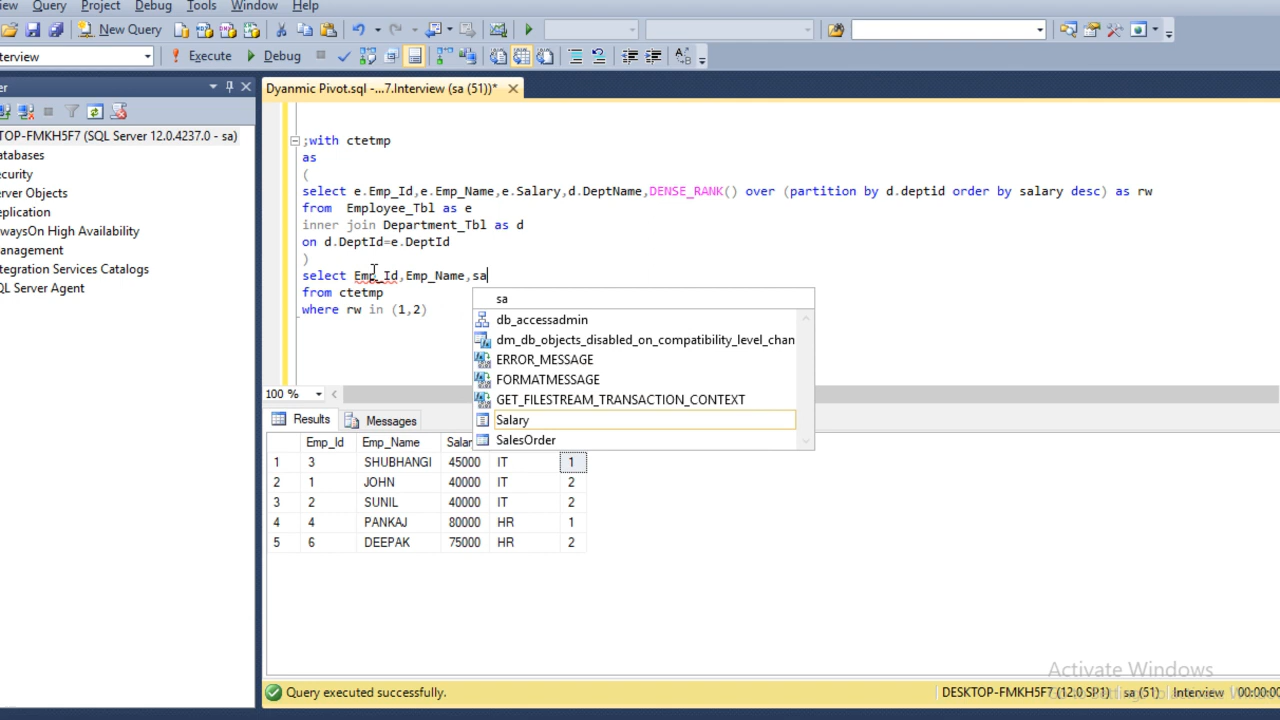 iew Query Project Debug Tools Window Help
New Query
terview Execute Debug
er
Dyanmic Pivot.sql -...7.Interview (sa (51))*
TOP-FMKH5F7 (SQL Server 12.0.4237.0 - sa)
atabases
ecurity
erver Objects
eplication
waysOn High Availability
anagement
tegration Services Catalogs
QL Server Agent
;with ctetmp
as
(
select e.Emp_Id,e.Emp_Name,e.Salary,d.DeptName,DENSE_RANK() over (partition by d.deptid order by salary desc) as rw
from Employee_Tbl as e
inner join Department_Tbl as d
on d.DeptId=e.DeptId
)
select Emp_Id,Emp_Name,sa
from ctetmp
where rw in (1,2)
sa
db_accessadmin
dm_db_objects_disabled_on_compatibility_level_chan
ERROR_MESSAGE
FORMATMESSAGE
GET_FILESTREAM_TRANSACTION_CONTEXT
Salary
SalesOrder
100 %
Results Messages
Emp_Id Emp_Name Salar
1 3 SHUBHANGI 45000 IT 1
2 1 JOHN 40000 IT 2
3 2 SUNIL 40000 IT 2
4 4 PANKAJ 80000 HR 1
5 6 DEEPAK 75000 HR 2
Activate Windows
Query executed successfully.
DESKTOP-FMKH5F7 (12.0 SP1) sa (51) Interview 00:00:00